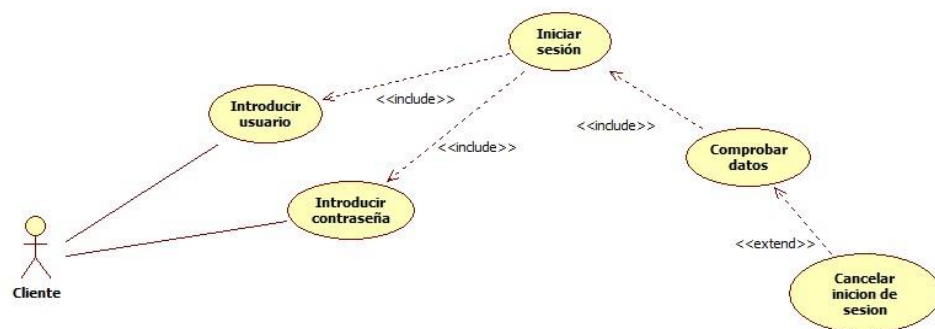 Iniciar
sesión
Introducir
usuario
<<include>>
<<include>>
<<include>>
Comprobar
datos
Introducir
contraseña
<<extend>>
Cliente
Cancelar
inicion de
sesion